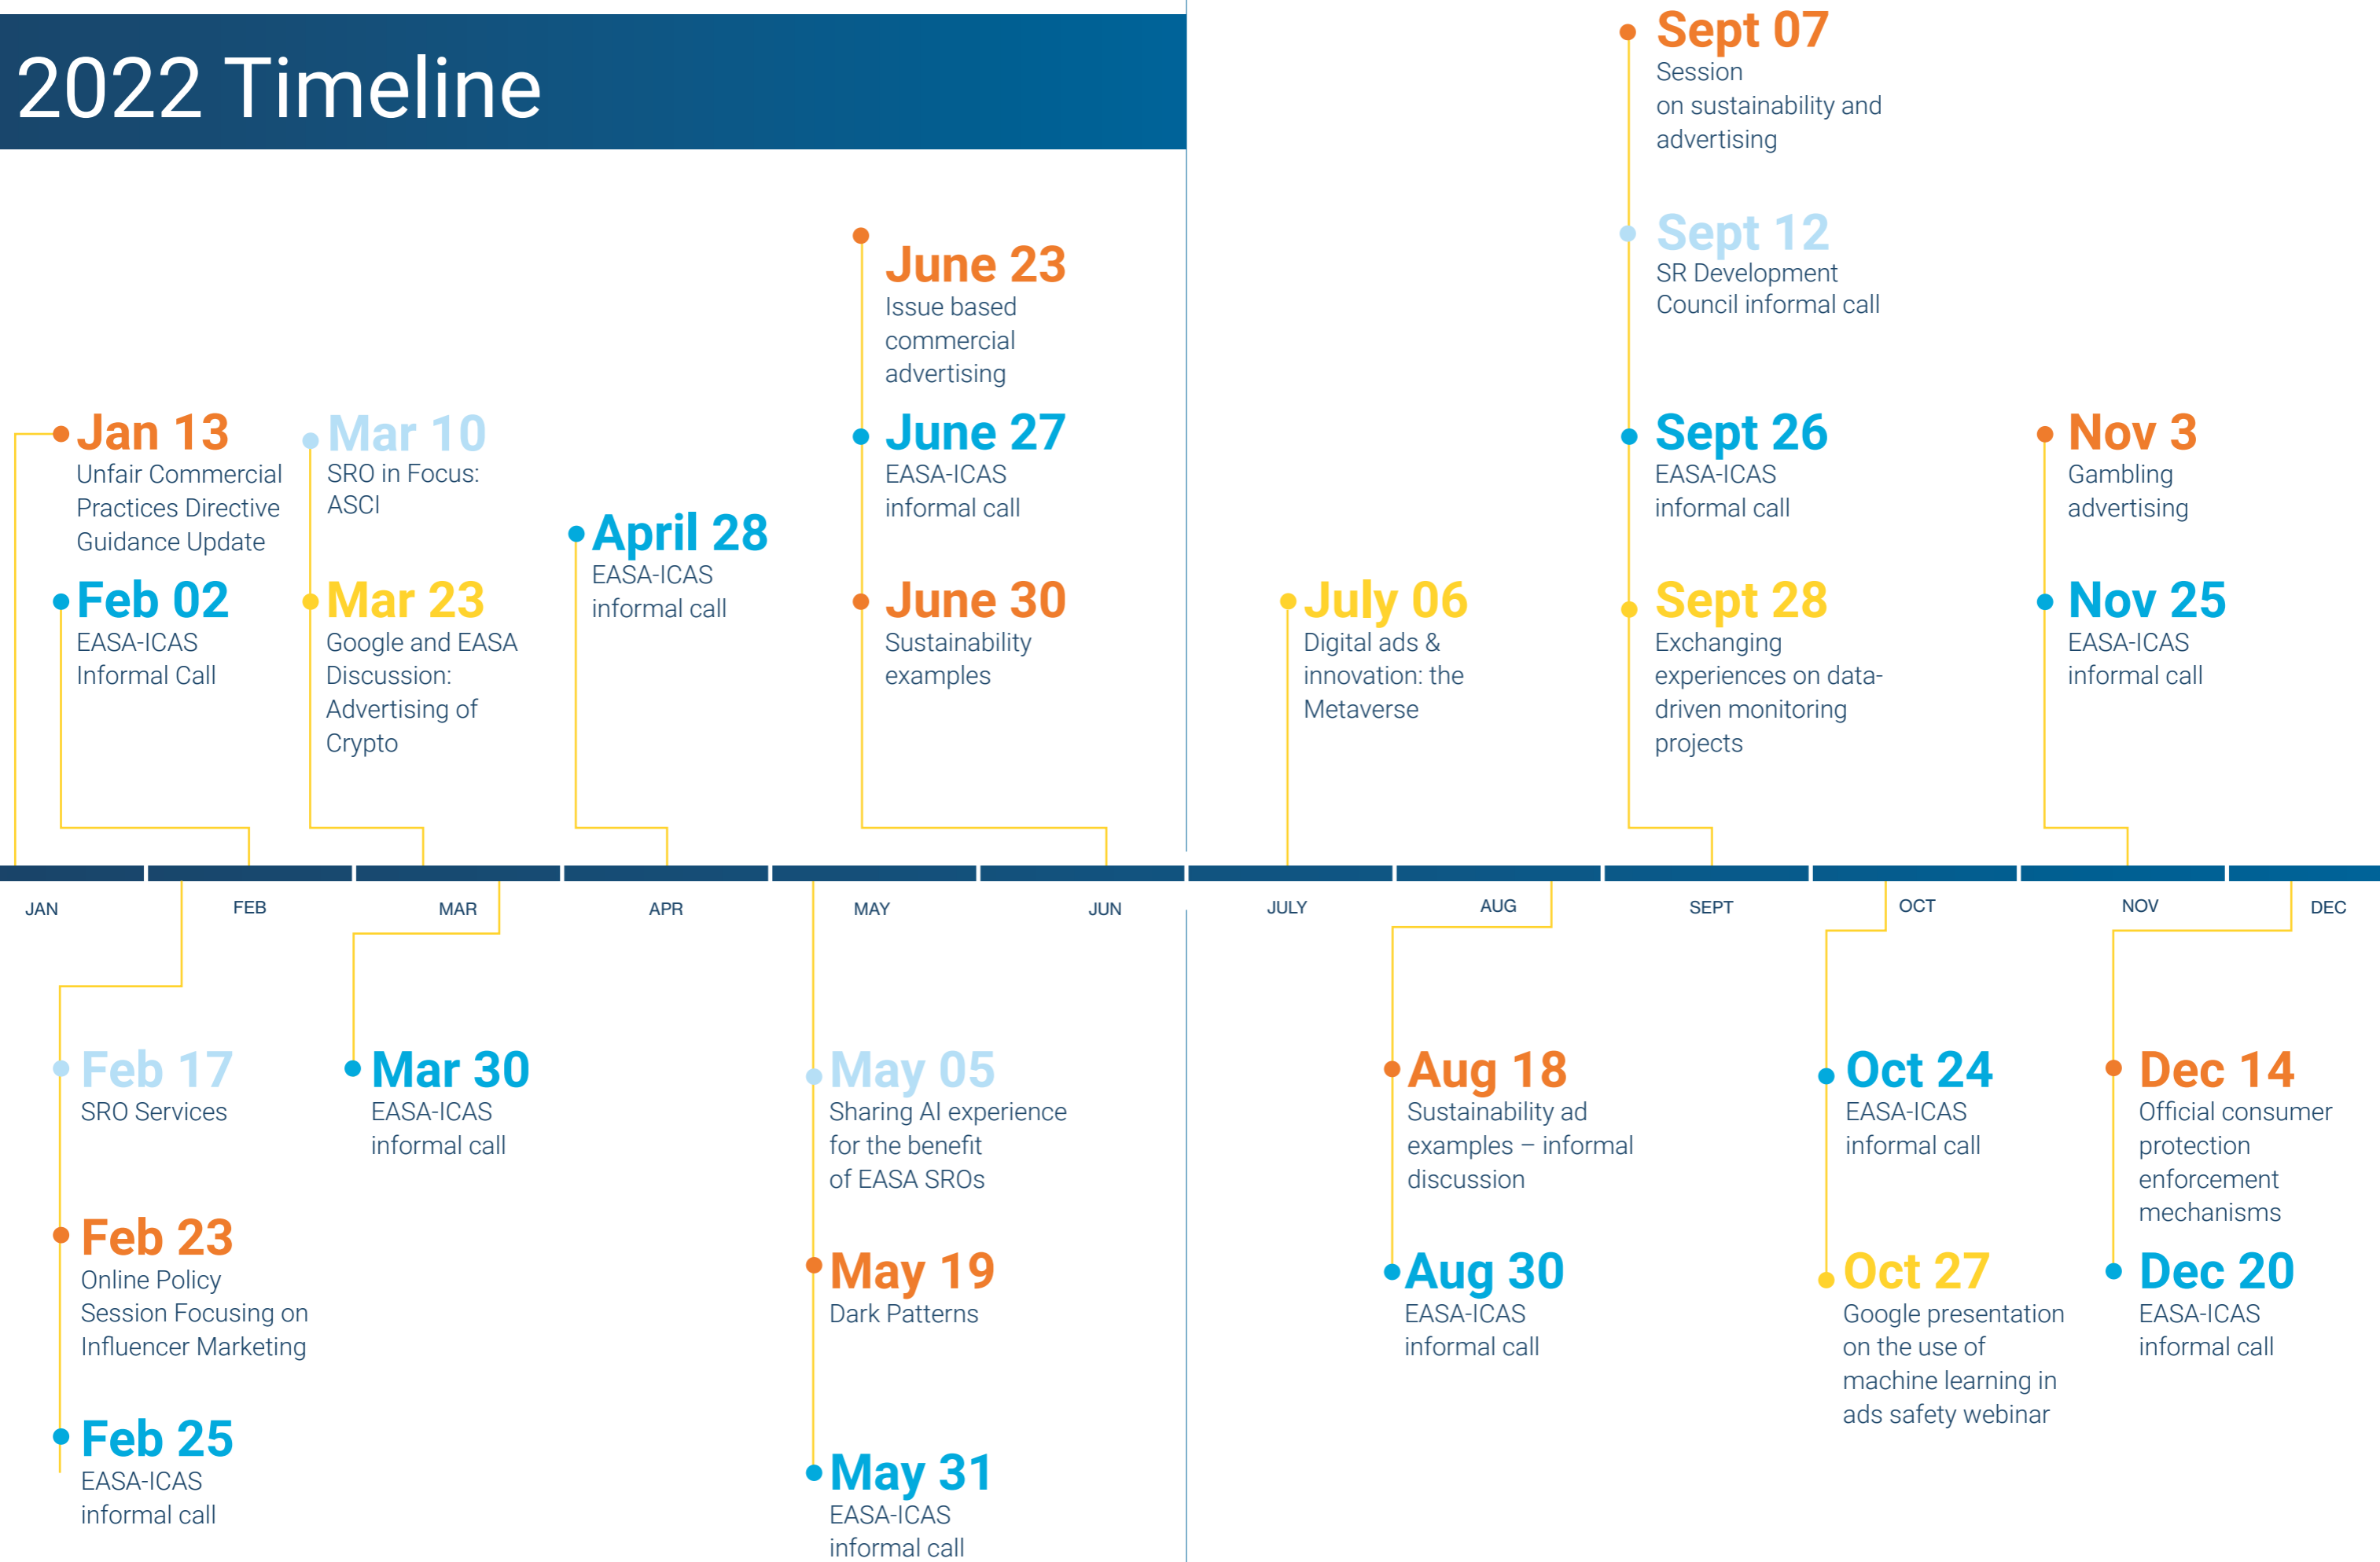 2022 Timeline
Jan 13
Unfair Commercial
Practices Directive
Guidance Update
Feb 02
EASA-ICAS
Informal Call
Mar 10
SRO in Focus:
ASCI
Mar 23
Google and EASA
Discussion:
Advertising of
Crypto
April 28
EASA-ICAS
informal call
June 23
Issue based
commercial
advertising
June 27
EASA-ICAS
informal call
June 30
Sustainability
examples
July 06
Digital ads &
innovation: the
Metaverse
Sept 07
Session
on sustainability and
advertising
Sept 12
SR Development
Council informal call
Sept 26
EASA-ICAS
informal call
Sept 28
Exchanging
experiences on data-
driven monitoring
projects
Nov 3
Gambling
advertising
Nov 25
EASA-ICAS
informal call
JAN
FEB
MAR
APR
MAY
JUN
JULY
AUG
SEPT
OCT
NOV
DEC
Feb 17
SRO Services
Feb 23
Online Policy
Session Focusing on
Influencer Marketing
Feb 25
EASA-ICAS
informal call
Mar 30
EASA-ICAS
informal call
May 05
Sharing AI experience
for the benefit
of EASA SROs
May 19
Dark Patterns
May 31
EASA-ICAS
informal call
Aug 18
Sustainability ad
examples – informal
discussion
Aug 30
EASA-ICAS
informal call
Oct 24
EASA-ICAS
informal call
Oct 27
Google presentation
on the use of
machine learning in
ads safety webinar
Dec 14
Official consumer
protection
enforcement
mechanisms
Dec 20
EASA-ICAS
informal call